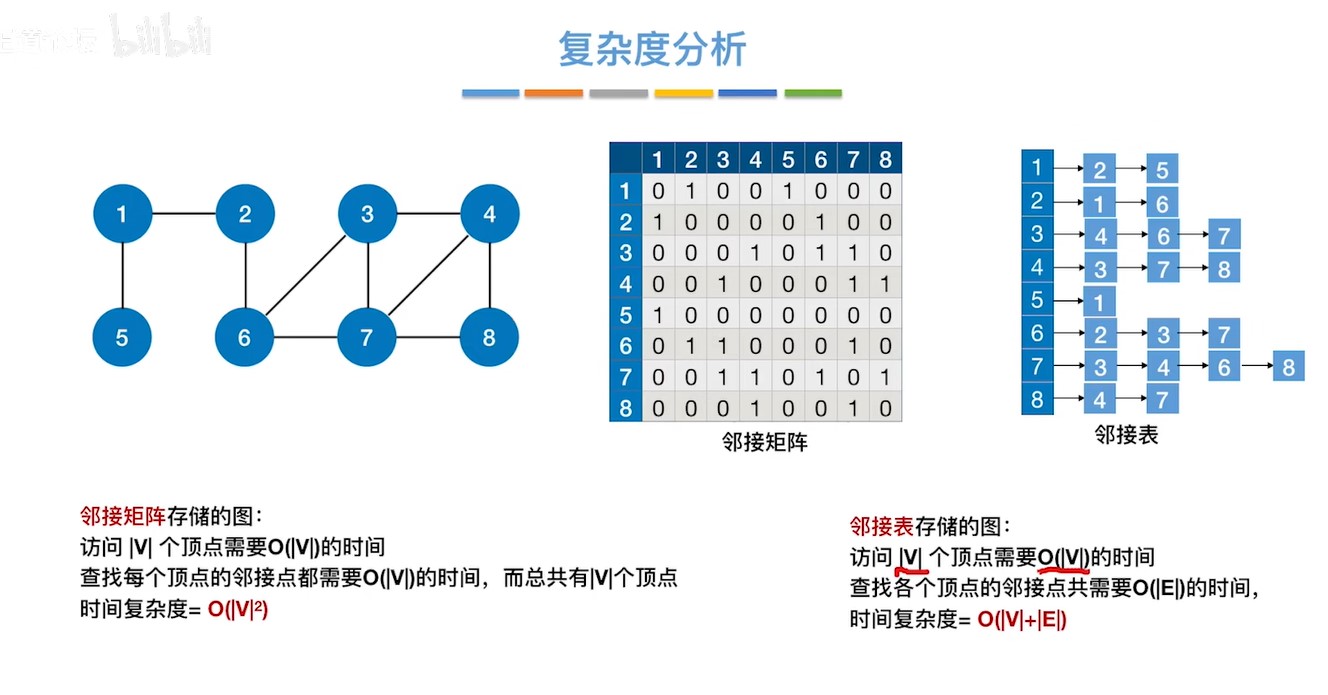 bilibili
复杂度分析
1 2 3 4
5 6 7 8
1 2 3 4 5 6 7 8
1 0 1 0 0 1 0 0 0
2 1 0 0 0 0 1 0 0
3 0 0 0 1 0 1 1 0
4 0 0 1 0 0 0 1 1
5 1 0 0 0 0 0 0 0
6 0 1 1 0 0 0 1 0
7 0 0 1 1 0 1 0 1
8 0 0 0 1 0 0 1 0
邻接矩阵
1 2 5
2 1 6
3 4 6 7
4 3 7 8
5 1
6 2 3 7
7 3 4 6 8
8 4 7
邻接表
邻接矩阵存储的图：
访问 |V| 个顶点需要O(|V|)的时间
查找每个顶点的邻接点都需要O(|V|)的时间，而总共有|V|个顶点
时间复杂度= O(|V|²)
邻接表存储的图：
访问 |V| 个顶点需要O(|V|)的时间
查找各个顶点的邻接点共需要O(|E|)的时间，
时间复杂度= O(|V|+|E|)